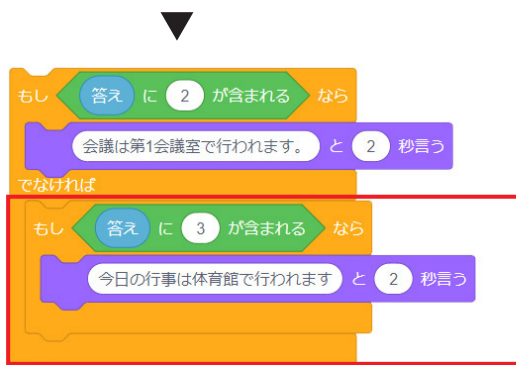 もし 答え に 2 が含まれる なら
会議は第1会議室で行われます。 と 2 秒言う
でなければ
もし 答え に 3 が含まれる なら
今日の行事は体育館で行われます と 2 秒言う